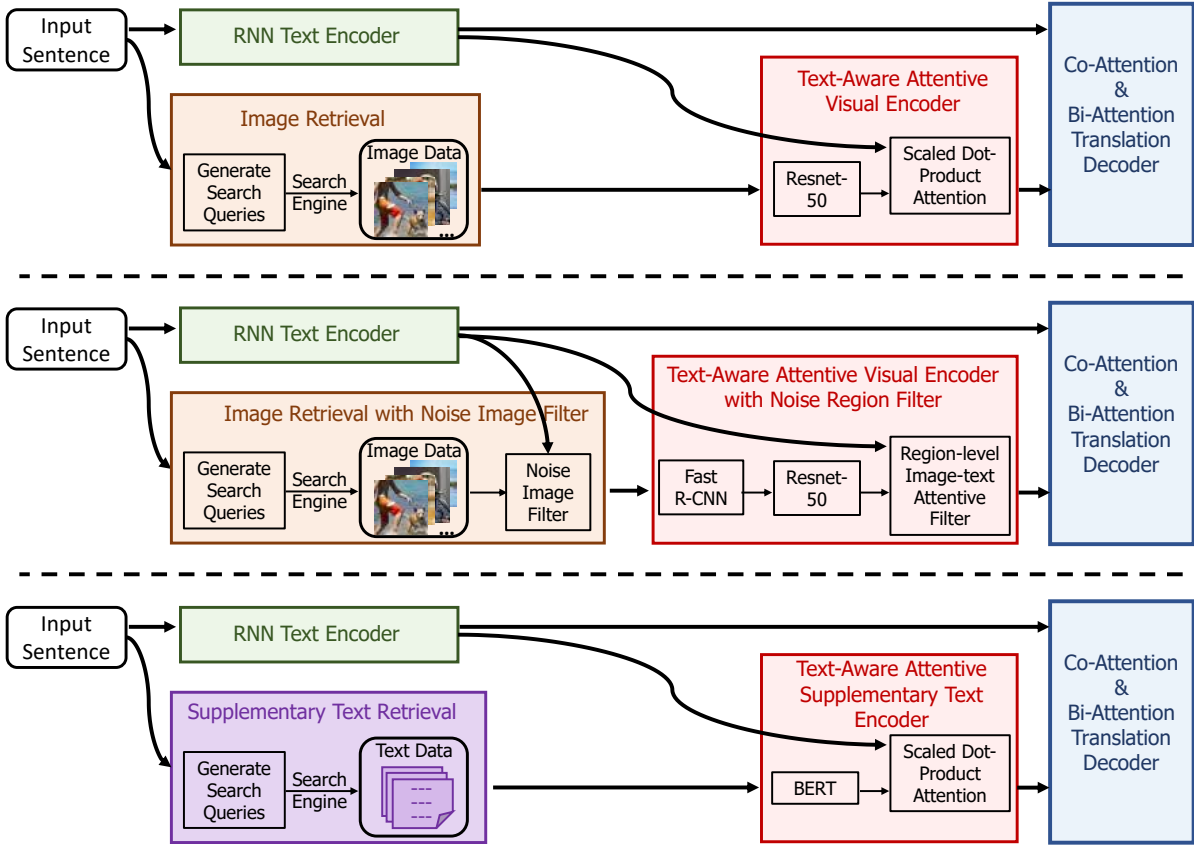 Input
Sentence
RNN Text Encoder
Image Retrieval
Generate
Search
Queries
Search
Engine
Image Data
...
Text-Aware Attentive
Visual Encoder
Resnet-
50
Scaled Dot-
Product
Attention
Co-Attention
&
Bi-Attention
Translation
Decoder
Input
Sentence
RNN Text Encoder
Image Retrieval with Noise Image Filter
Generate
Search
Queries
Search
Engine
Image Data
...
Noise
Image
Filter
Text-Aware Attentive Visual Encoder
with Noise Region Filter
Fast
R-CNN
Resnet-
50
Region-level
Image-text
Attentive
Filter
Co-Attention
&
Bi-Attention
Translation
Decoder
Input
Sentence
RNN Text Encoder
Supplementary Text Retrieval
Generate
Search
Queries
Search
Engine
Text Data
---
---
Text-Aware Attentive
Supplementary Text
Encoder
BERT
Scaled Dot-
Product
Attention
Co-Attention
&
Bi-Attention
Translation
Decoder